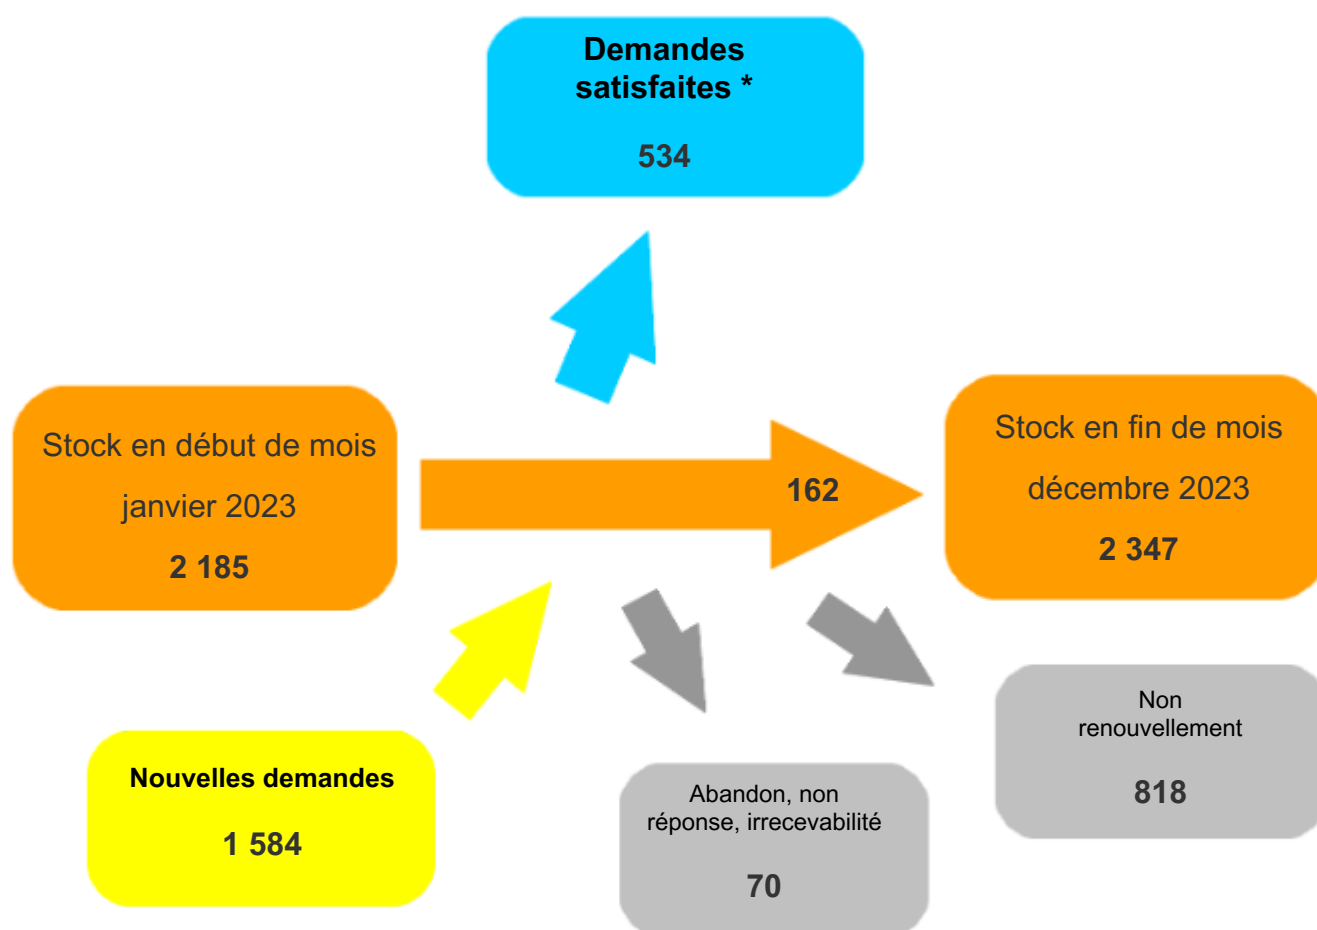 Demandes
satisfaites *
534
Stock en début de mois
janvier 2023
2 185
162
Stock en fin de mois
décembre 2023
2 347
Nouvelles demandes
1 584
Abandon, non
réponse, irrecevabilité
70
Non
renouvellement
818